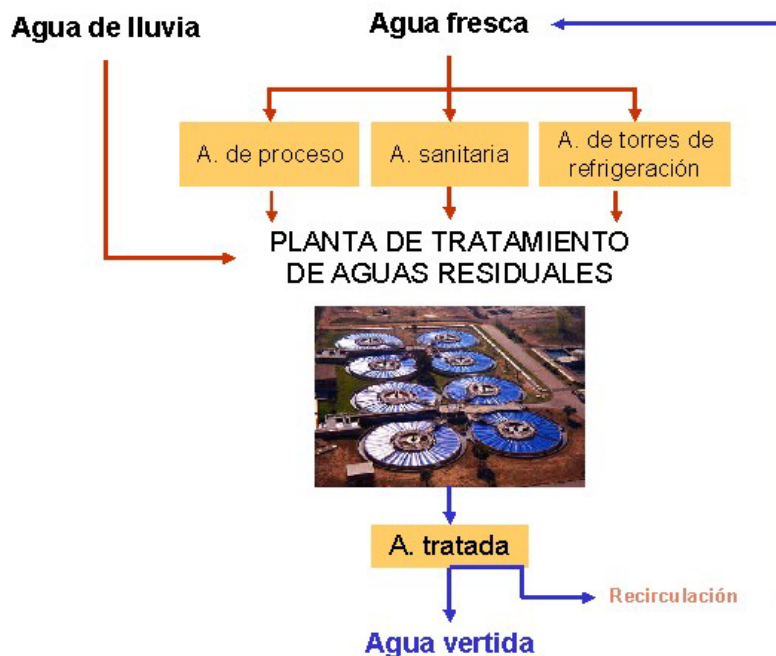 Agua de lluvia
Agua fresca
A. de proceso
A. sanitaria
A. de torres de
refrigeración
PLANTA DE TRATAMIENTO
DE AGUAS RESIDUALES
A. tratada
Recirculación
Agua vertida